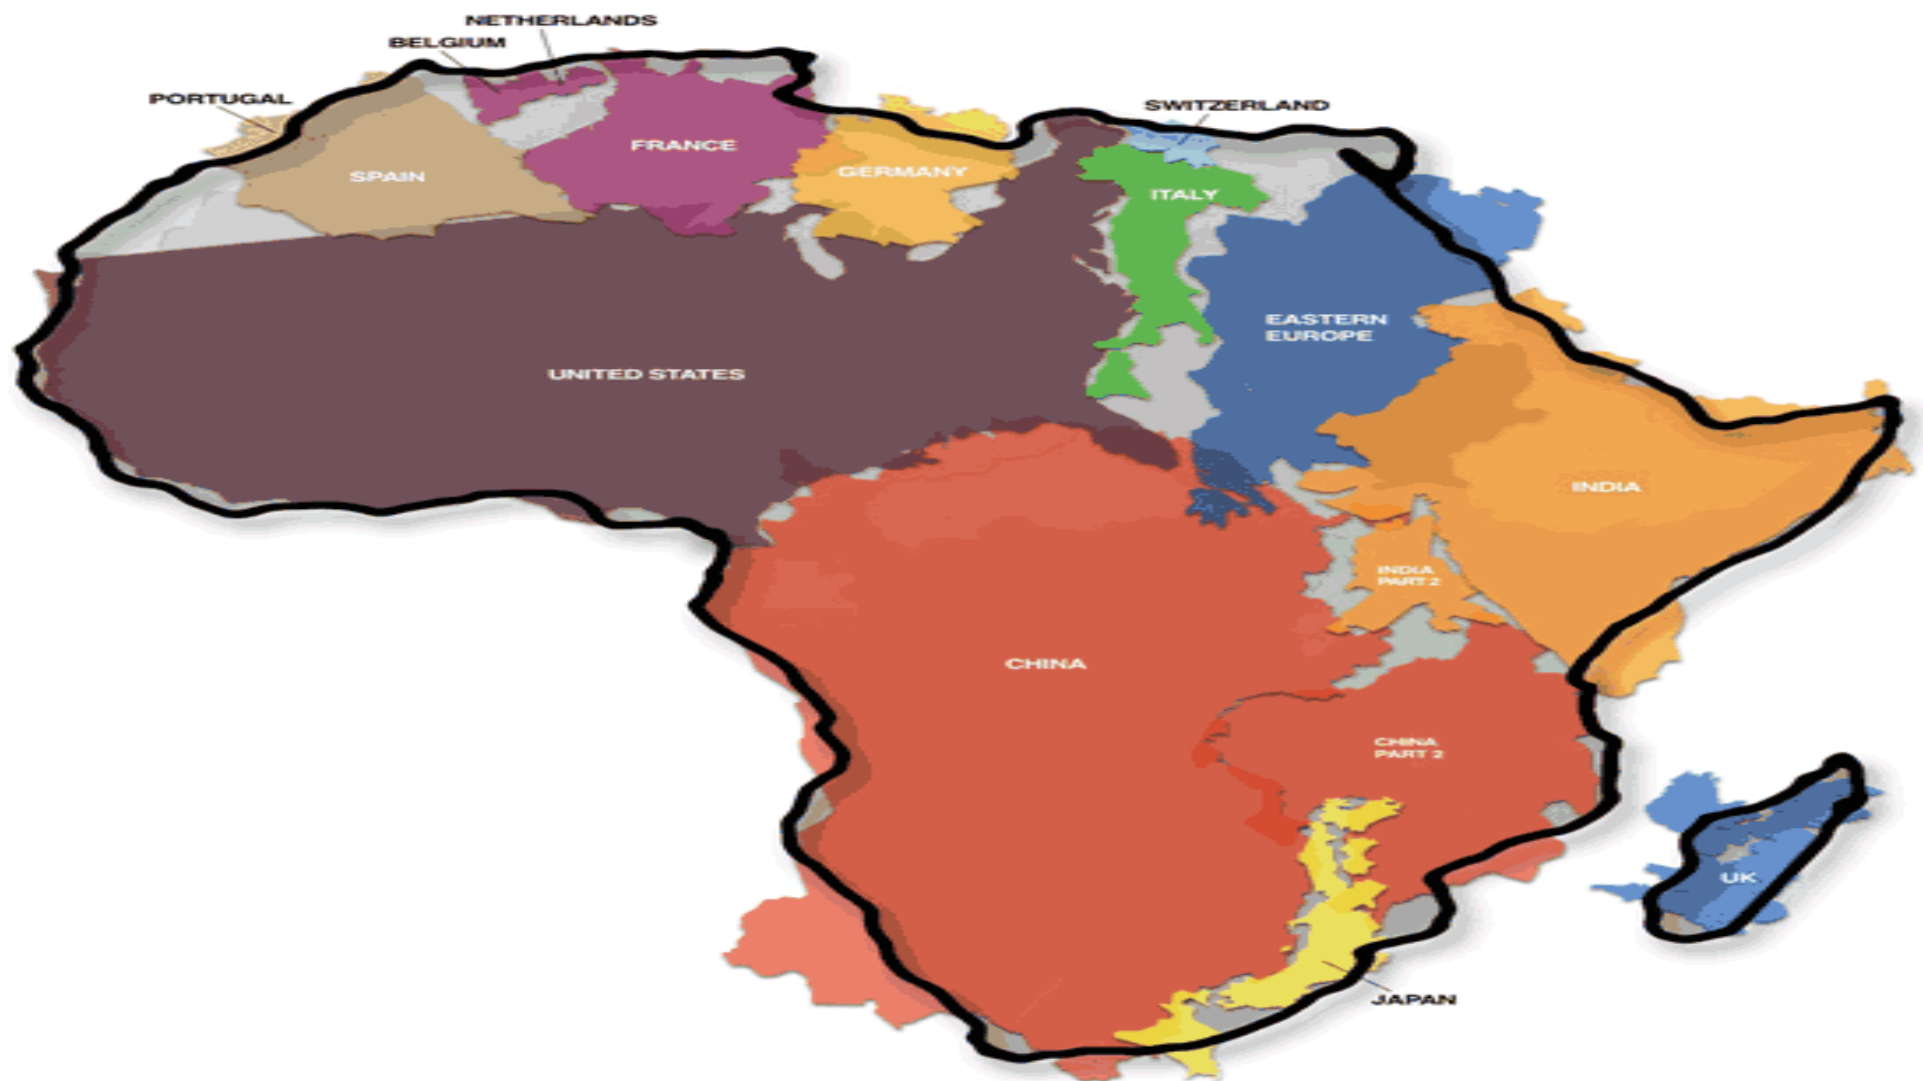 NETHERLANDS
BELGIUM
PORTUGAL
SWITZERLAND
FRANCE
GERMANY
SPAIN
ITALY
EASTERN
EUROPE
UNITED STATES
INDIA
INDIA
PART 2
CHINA
CHINA
PART 2
UK
JAPAN